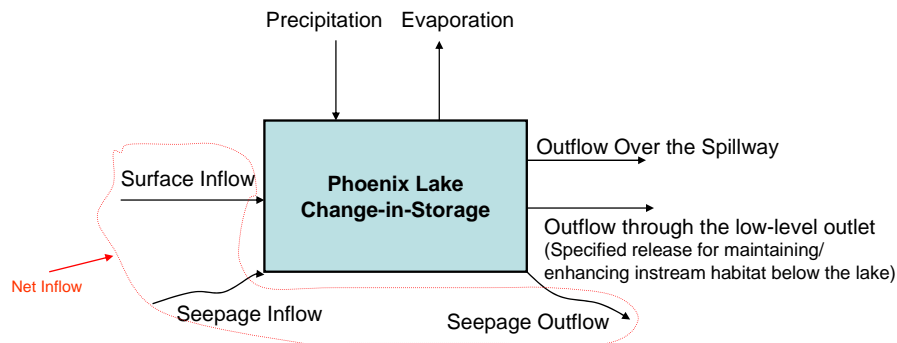 Precipitation
Evaporation
Surface Inflow
Phoenix Lake
Change-in-Storage
Outflow Over the Spillway
Outflow through the low-level outlet
(Specified release for maintaining/
enhancing instream habitat below the lake)
Net Inflow
Seepage Inflow
Seepage Outflow